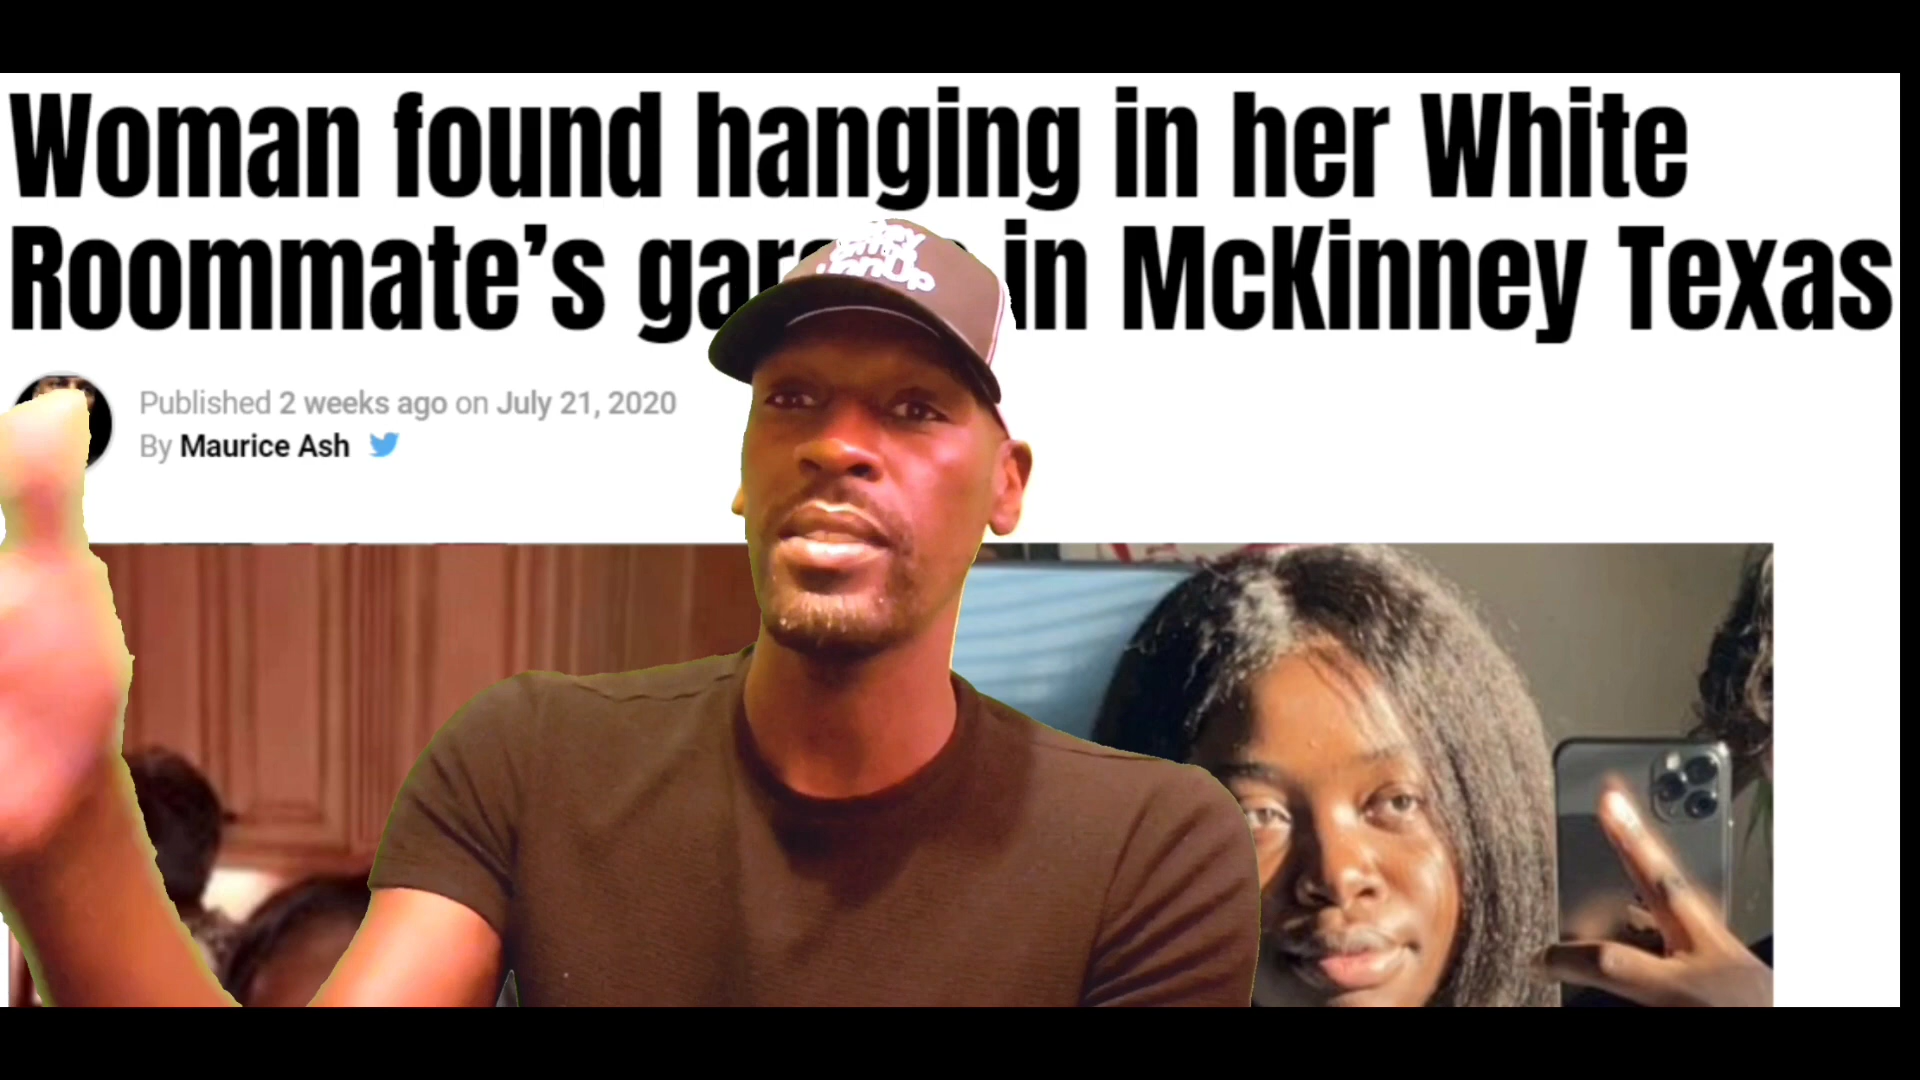 Woman found hanging in her White
Roommate's in McKinney Texas
Published 2 weeks ago on July 21, 2020
By Maurice Ash